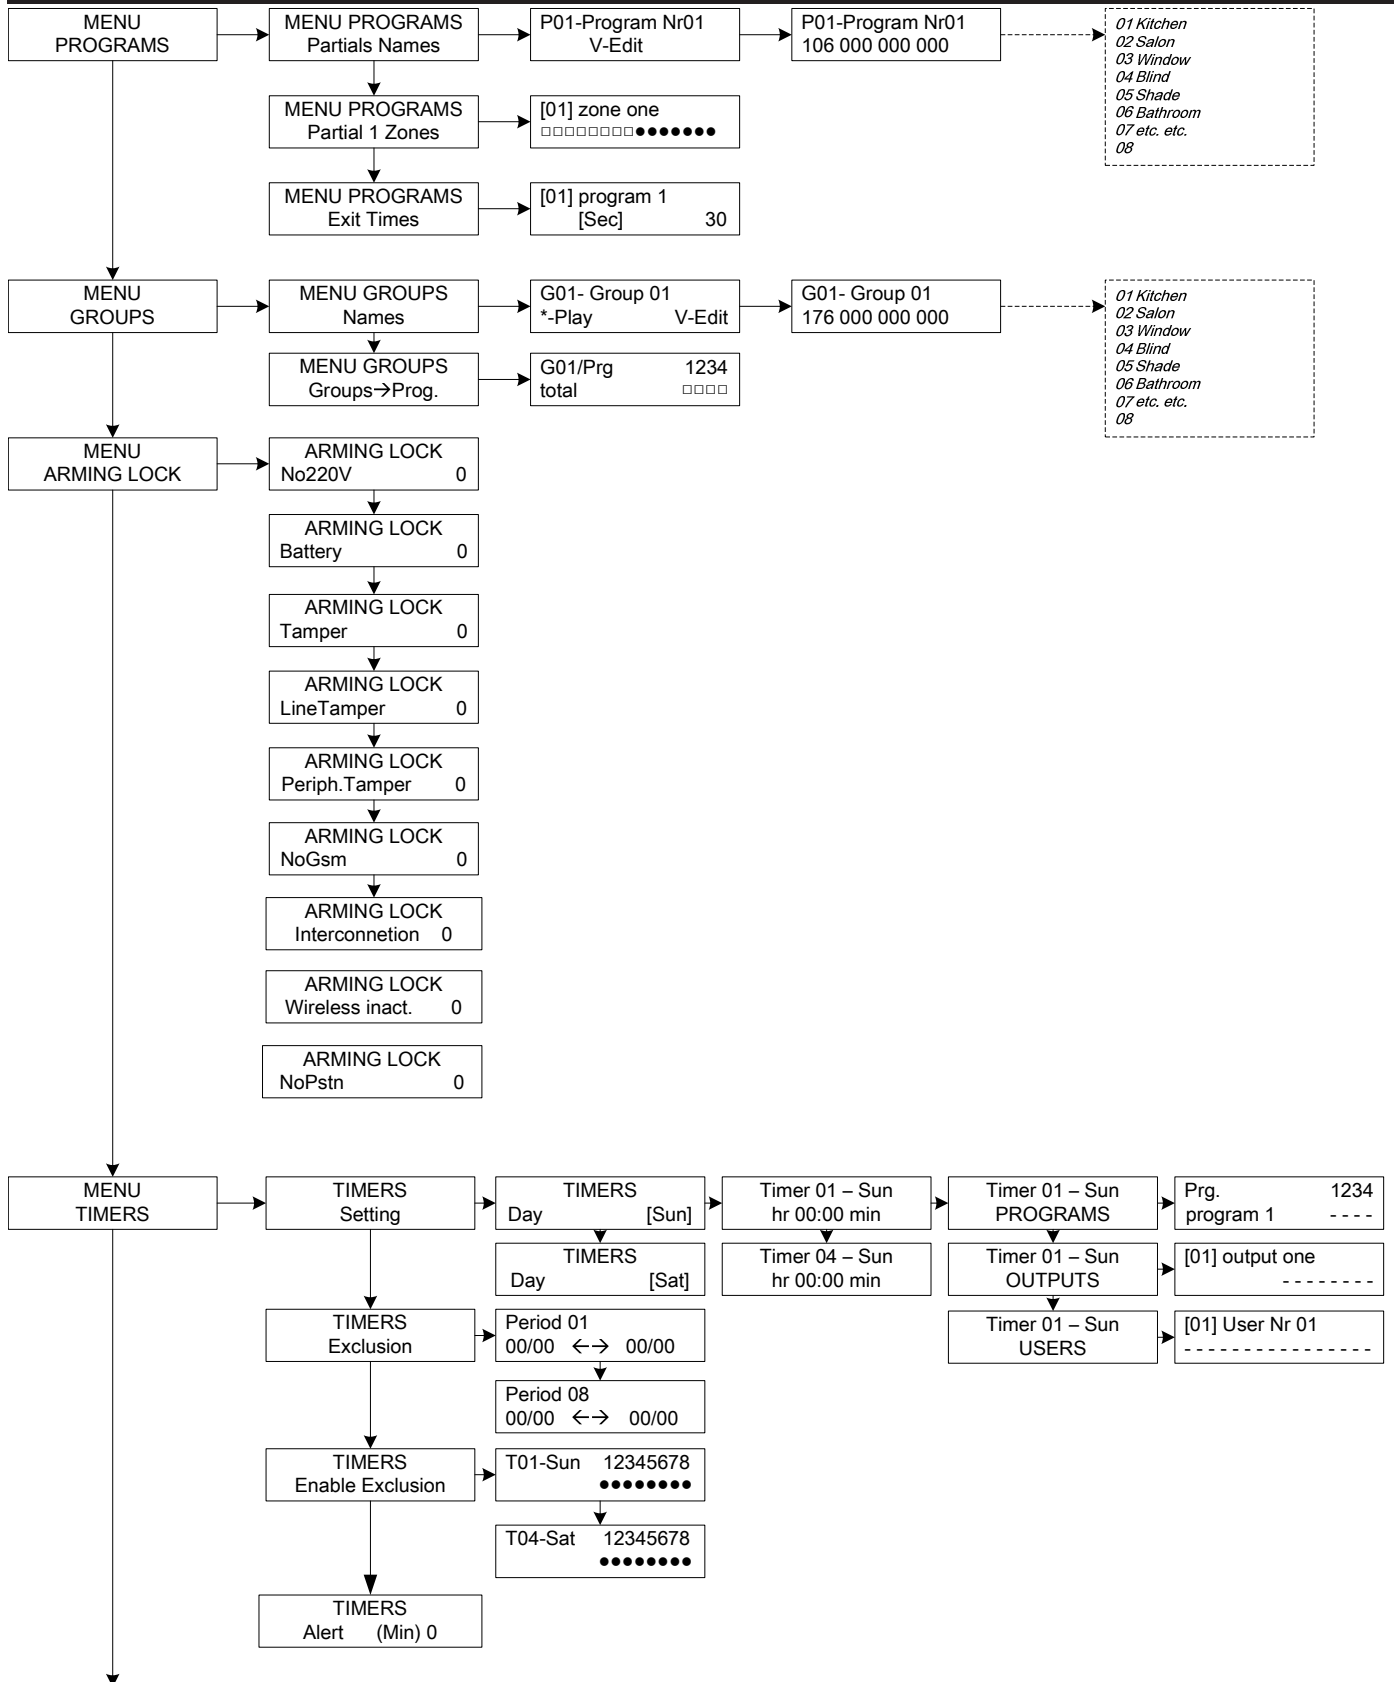 MENU
PROGRAMS
MENU PROGRAMS
Partials Names
P01-Program Nr01
V-Edit
P01-Program Nr01
106 000 000 000
01 Kitchen
02 Salon
03 Window
04 Blind
05 Shade
06 Bathroom
07 etc. etc.
08
MENU PROGRAMS
Partial 1 Zones
[01] zone one
□□□□□□□□●●●●●●●
MENU PROGRAMS
Exit Times
[01] program 1
[Sec] 30
MENU
GROUPS
MENU GROUPS
Names
G01- Group 01
*-Play V-Edit
G01- Group 01
176 000 000 000
01 Kitchen
02 Salon
03 Window
04 Blind
05 Shade
06 Bathroom
07 etc. etc.
08
MENU GROUPS
Groups→Prog.
G01/Prg 1234
total □□□□
MENU
ARMING LOCK
ARMING LOCK
No220V 0
ARMING LOCK
Battery 0
ARMING LOCK
Tamper 0
ARMING LOCK
LineTamper 0
ARMING LOCK
Periph.Tamper 0
ARMING LOCK
NoGsm 0
ARMING LOCK
Interconnetion 0
ARMING LOCK
Wireless inact. 0
ARMING LOCK
NoPstn 0
MENU
TIMERS
TIMERS
Setting
TIMERS
Day [Sun]
Timer 01 – Sun
hr 00:00 min
Timer 01 – Sun
PROGRAMS
Prg. 1234
program 1 - - - -
TIMERS
Day [Sat]
Timer 04 – Sun
hr 00:00 min
Timer 01 – Sun
OUTPUTS
[01] output one
- - - - - - - -
TIMERS
Exclusion
Period 01
00/00 ←→ 00/00
Timer 01 – Sun
USERS
[01] User Nr 01
- - - - - - - - - - - - - - - -
Period 08
00/00 ←→ 00/00
TIMERS
Enable Exclusion
T01-Sun 12345678
●●●●●●●●
T04-Sat 12345678
●●●●●●●●
TIMERS
Alert (Min) 0